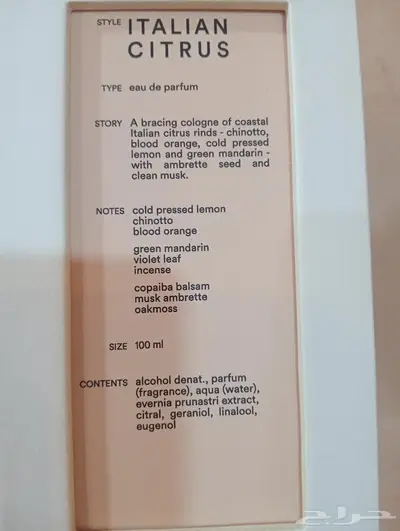 STYLE ITALIAN
CITRUS
TYPE eau de parfum
STORY A bracing cologne of coastal
Italian citrus rinds - chinotto,
blood orange, cold pressed
lemon and green mandarin -
with ambrette seed and
clean musk.
NOTES cold pressed lemon
chinotto
blood orange
green mandarin
violet leaf
incense
copaiba balsam
musk ambrette
oakmoss
SIZE 100 ml
CONTENTS alcohol denat., parfum
(fragrance), aqua (water),
evernia prunastri extract,
citral, geraniol, linalool,
eugenol
حراج